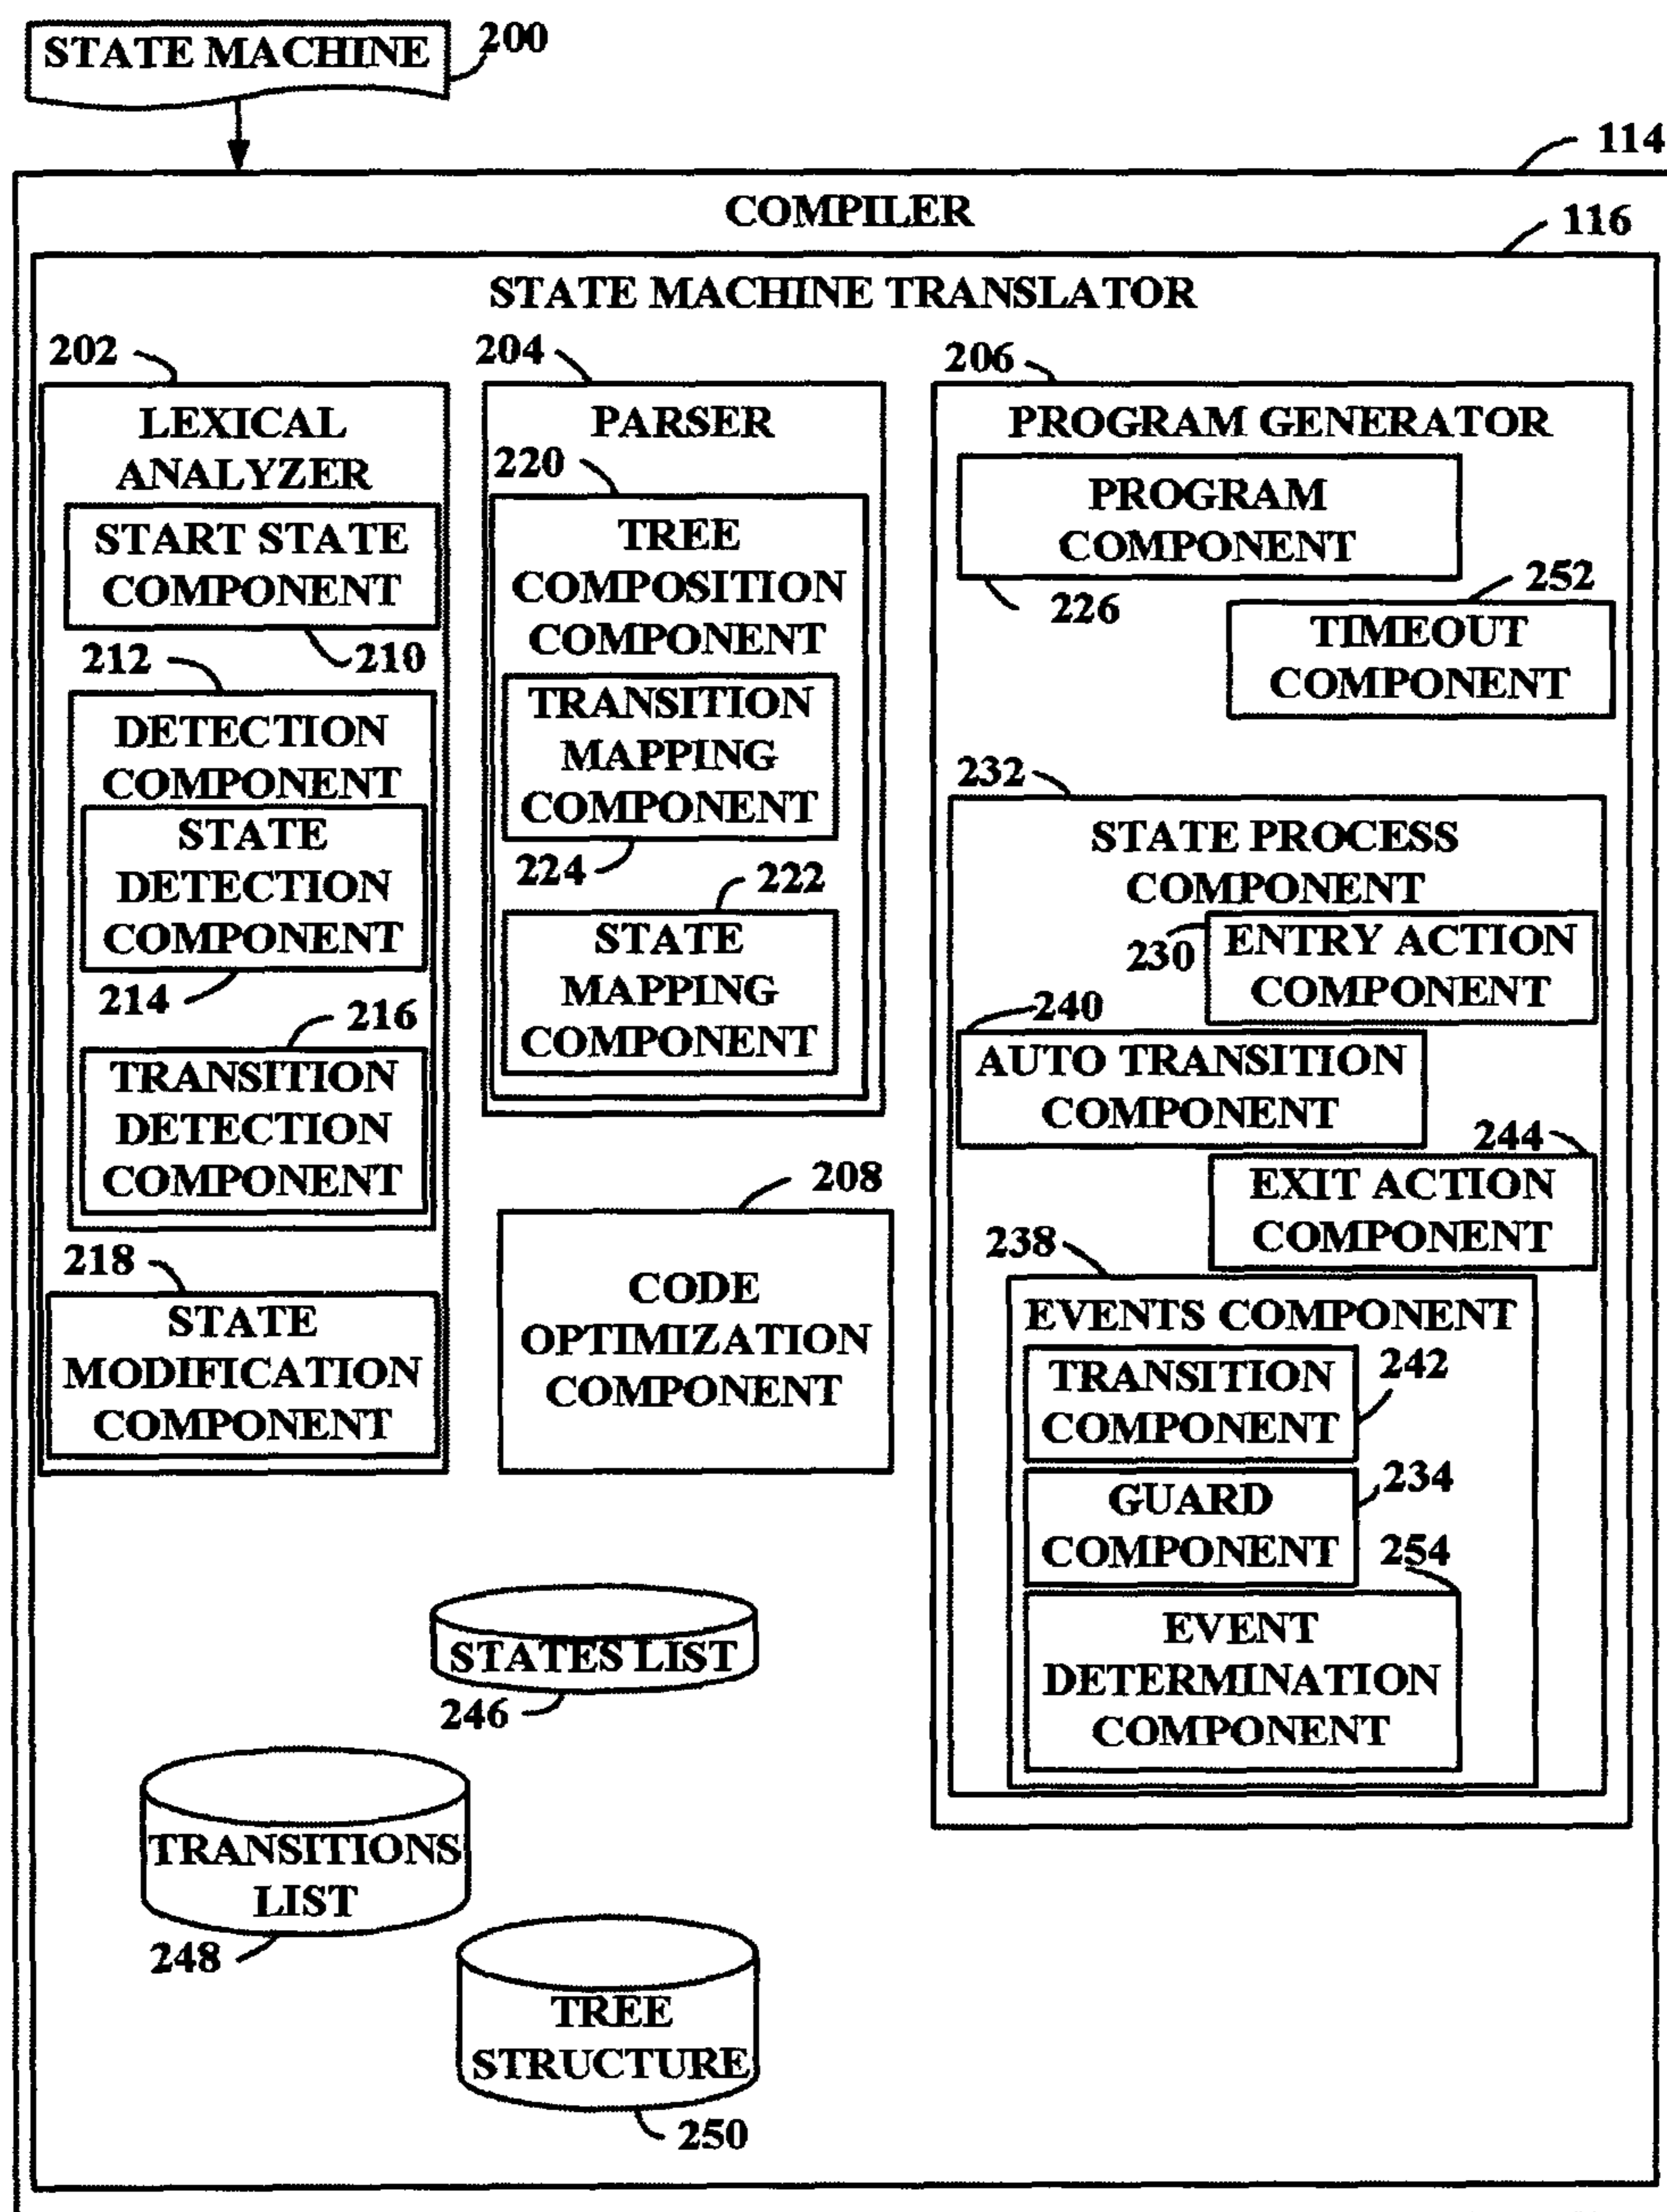 STATE MACHINE
200
114
COMPILER
116
STATE MACHINE TRANSLATOR
202
LEXICAL
ANALYZER
START STATE
COMPONENT
210
212
DETECTION
COMPONENT
STATE
DETECTION
COMPONENT
214
216
TRANSITION
DETECTION
COMPONENT
218
STATE
MODIFICATION
COMPONENT
204
PARSER
220
TREE
COMPOSITION
COMPONENT
TRANSITION
MAPPING
COMPONENT
224
222
STATE
MAPPING
COMPONENT
208
CODE
OPTIMIZATION
COMPONENT
206
PROGRAM GENERATOR
PROGRAM
COMPONENT
226
252
TIMEOUT
COMPONENT
232
STATE PROCESS
COMPONENT
230
ENTRY ACTION
COMPONENT
240
AUTO TRANSITION
COMPONENT
244
EXIT ACTION
COMPONENT
238
EVENTS COMPONENT
TRANSITION
COMPONENT
242
GUARD
COMPONENT
234
254
EVENT
DETERMINATION
COMPONENT
STATES LIST
246
TRANSITIONS
LIST
248
TREE
STRUCTURE
250